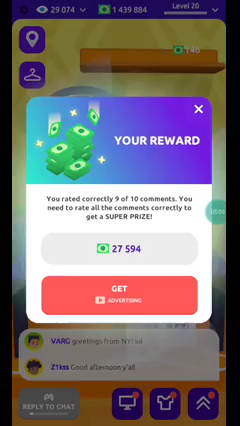 29 074
1 439 884
Level 20
146
YOUR REWARD
You rated correctly 9 of 10 comments. You
need to rate all the comments correctly to
get a SUPER PRIZE!
27 594
GET
ADVERTISING
VARG greetings from NY! lol
Z1kss Good afternoon y'all
REPLY TO CHAT